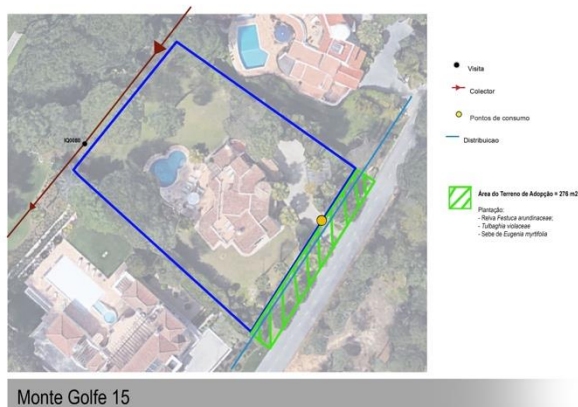 Visita
Colector
Pontos de consumo
Distribuicao
IQ0080
Área do Terreno de Adopção = 276 m2
Plantação:
- Relva Festuca arundinaceae;
- Tulbaghia violaceae
- Sebe de Eugenia myrtifolia
Monte Golfe 15